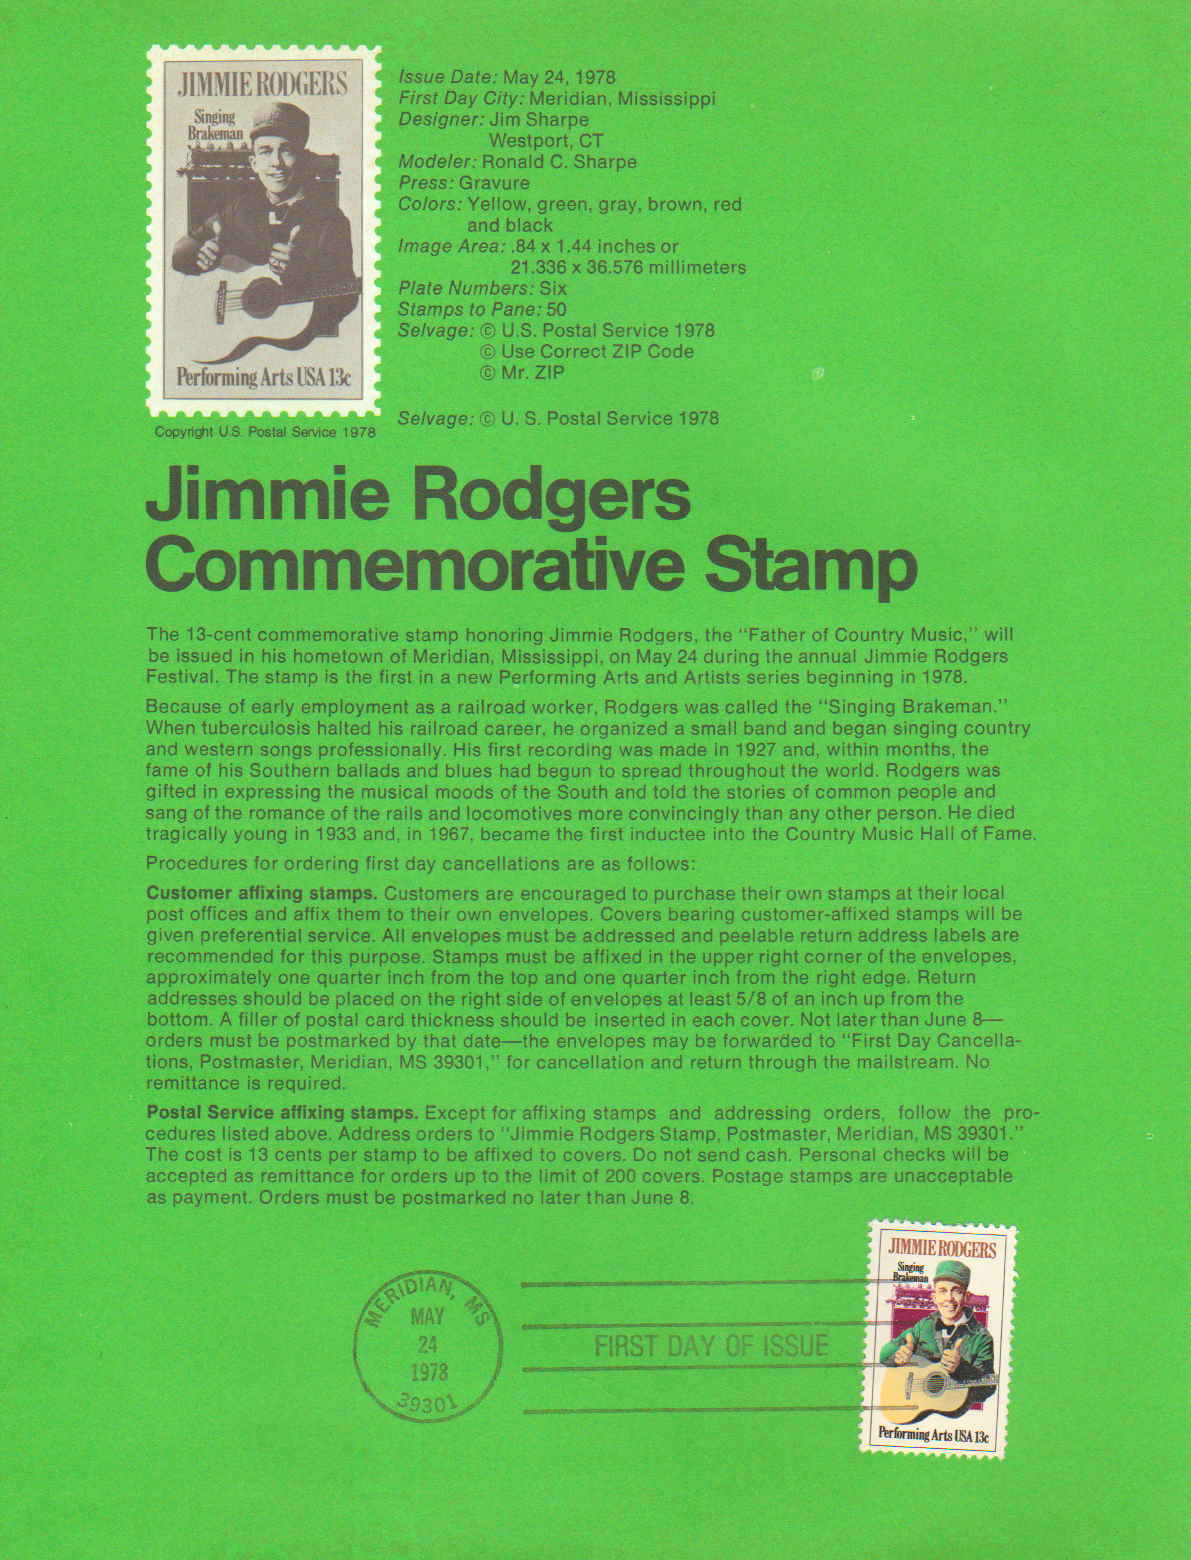 JIMMIE RODGERS
Singing
Brakeman
Performing Arts USA 13c
Copyright U.S. Postal Service 1978
Issue Date: May 24, 1978
First Day City: Meridian, Mississippi
Designer: Jim Sharpe
Westport, CT
Modeler: Ronald C. Sharpe
Press: Gravure
Colors: Yellow, green, gray, brown, red
and black
Image Area: .84 x 1.44 inches or
21.336 x 36.576 millimeters
Plate Numbers: Six
Stamps to Pane: 50
Selvage: © U.S. Postal Service 1978
© Use Correct ZIP Code
© Mr. ZIP
Selvage: © U. S. Postal Service 1978
Jimmie Rodgers
Commemorative Stamp
The 13-cent commemorative stamp honoring Jimmie Rodgers, the "Father of Country Music," will
be issued in his hometown of Meridian, Mississippi, on May 24 during the annual Jimmie Rodgers
Festival. The stamp is the first in a new Performing Arts and Artists series beginning in 1978.
Because of early employment as a railroad worker, Rodgers was called the "Singing Brakeman."
When tuberculosis halted his railroad career, he organized a small band and began singing country
and western songs professionally. His first recording was made in 1927 and, within months, the
fame of his Southern ballads and blues had begun to spread throughout the world. Rodgers was
gifted in expressing the musical moods of the South and told the stories of common people and
sang of the romance of the rails and locomotives more convincingly than any other person. He died
tragically young in 1933 and, in 1967, became the first inductee into the Country Music Hall of Fame.
Procedures for ordering first day cancellations are as follows:
Customer affixing stamps. Customers are encouraged to purchase their own stamps at their local
post offices and affix them to their own envelopes. Covers bearing customer-affixed stamps will be
given preferential service. All envelopes must be addressed and peelable return address labels are
recommended for this purpose. Stamps must be affixed in the upper right corner of the envelopes,
approximately one quarter inch from the top and one quarter inch from the right edge. Return
addresses should be placed on the right side of envelopes at least 5/8 of an inch up from the
bottom. A filler of postal card thickness should be inserted in each cover. Not later than June 8—
orders must be postmarked by that date—the envelopes may be forwarded to "First Day Cancella-
tions, Postmaster, Meridian, MS 39301," for cancellation and return through the mailstream. No
remittance is required.
Postal Service affixing stamps. Except for affixing stamps and addressing orders, follow the pro-
cedures listed above. Address orders to "Jimmie Rodgers Stamp, Postmaster, Meridian, MS 39301."
The cost is 13 cents per stamp to be affixed to covers. Do not send cash. Personal checks will be
accepted as remittance for orders up to the limit of 200 covers. Postage stamps are unacceptable
as payment. Orders must be postmarked no later than June 8.
MERIDIAN, MS
MAY
24
1978
39301
FIRST DAY OF ISSUE
JIMMIE RODGERS
Singing
Brakeman
Performing Arts USA 13c